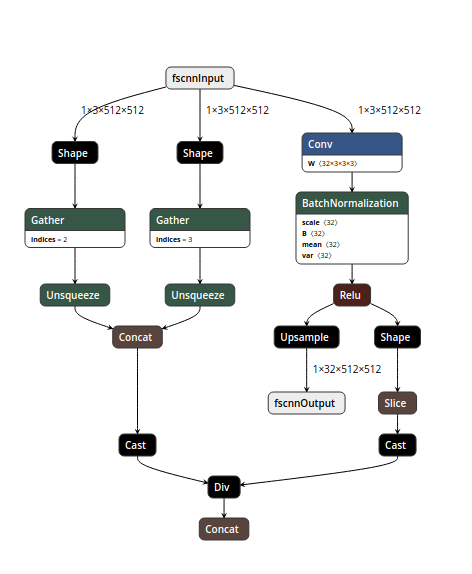 fscnnInput
1×3×512×512
1×3×512×512
1×3×512×512
Conv
W ⟨32×3×3×3⟩
Shape
Shape
BatchNormalization
scale ⟨32⟩
B ⟨32⟩
mean ⟨32⟩
var ⟨32⟩
Gather
indices = 2
Gather
indices = 3
Unsqueeze
Unsqueeze
Relu
Concat
Upsample
Shape
1×32×512×512
fscnnOutput
Slice
Cast
Cast
Div
Concat